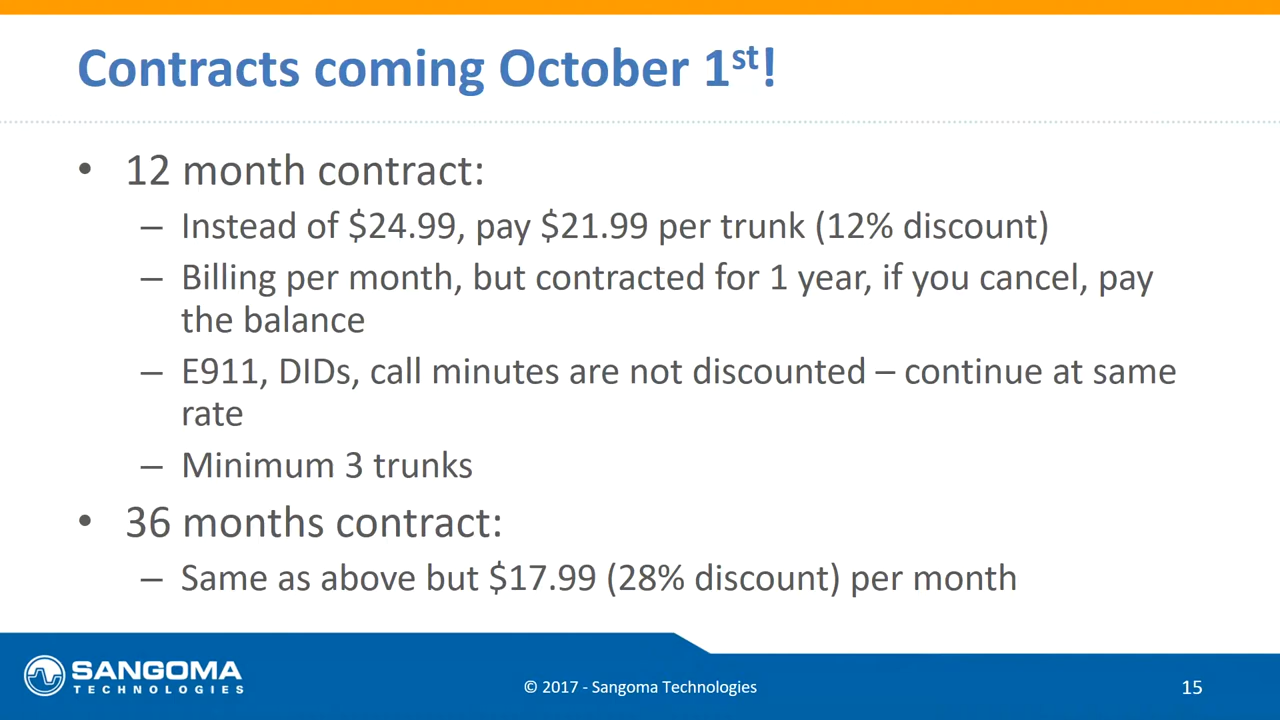 Contracts coming October 1st!
• 12 month contract:
– Instead of $24.99, pay $21.99 per trunk (12% discount)
– Billing per month, but contracted for 1 year, if you cancel, pay
the balance
– E911, DIDs, call minutes are not discounted – continue at same
rate
– Minimum 3 trunks
• 36 months contract:
– Same as above but $17.99 (28% discount) per month
SANGOMA
TECHNOLOGIES
© 2017 - Sangoma Technologies
15